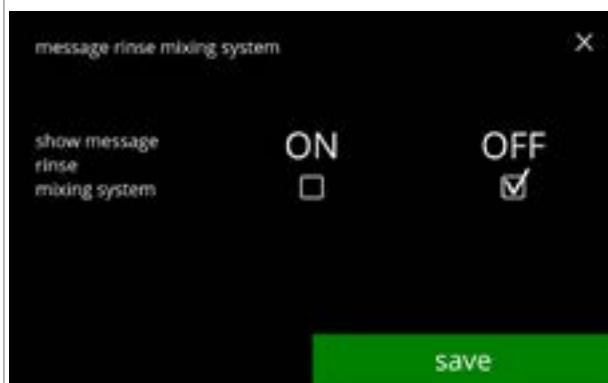 message rinse mixing system
show message
rinse
mixing system
ON
OFF
save